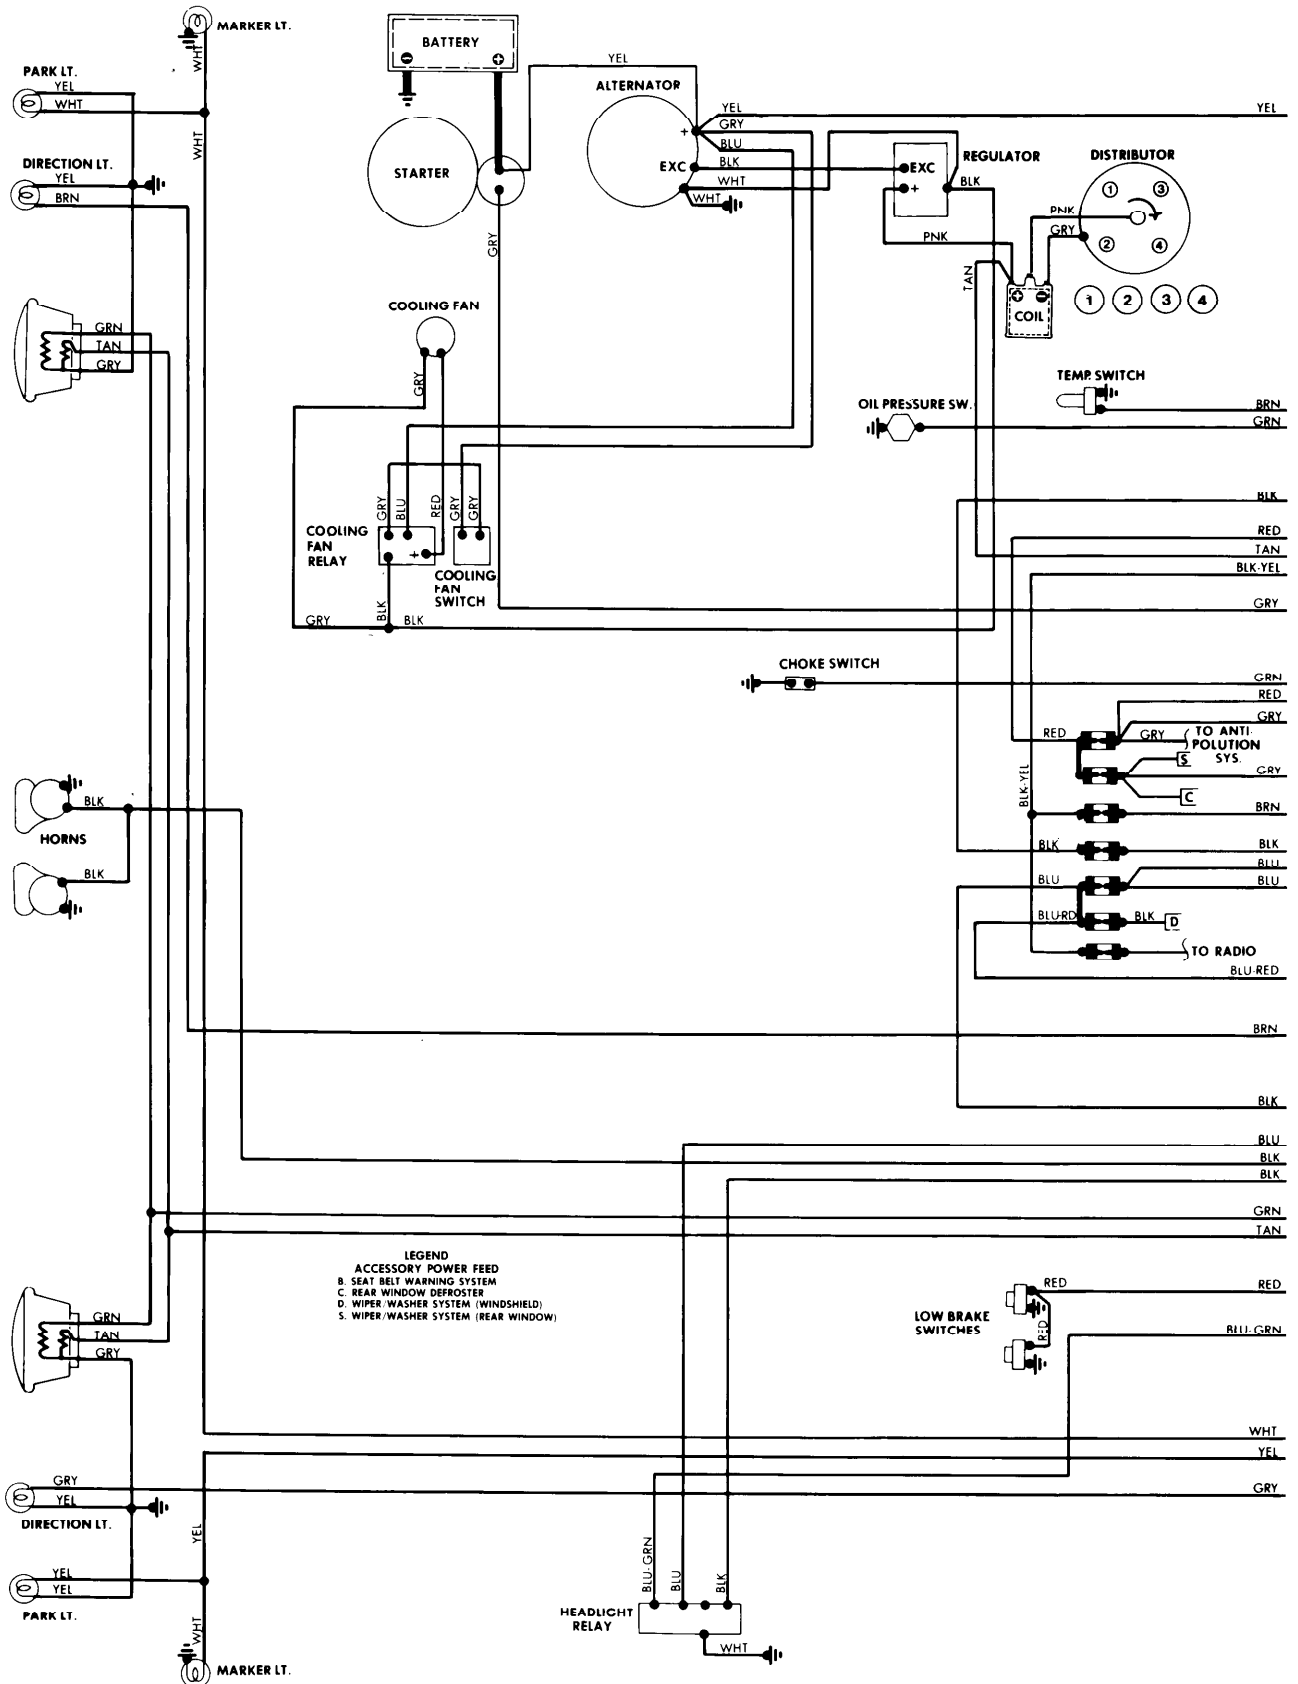 MARKER LT.
WHT
BATTERY
YEL
PARK LT.
YEL
WHT
ALTERNATOR
YEL
YEL
GRY
BLU
+
EXC
BLK
WHT
WHT
WHT
STARTER
DIRECTION LT.
YEL
BRN
REGULATOR
EXC
+
BLK
PNK
DISTRIBUTOR
1
3
2
4
PNK
GRY
TAN
COIL
1 2 3 4
GRY
COOLING FAN
GRY
GRN
TAN
GRY
TEMP. SWITCH
BRN
OIL PRESSURE SW.
GRN
BLK
RED
TAN
BLK-YEL
GRY
GRY
BLU
RED
GRY
GRY
+
COOLING
FAN
RELAY
COOLING
FAN
SWITCH
BLK
GRY
BLK
CHOKE SWITCH
GRN
RED
GRY
RED
GRY
TO ANTI-
POLUTION
SYS.
S
GRY
C
BLK-YEL
BRN
BLK
BLK
BLU
BLU
BLU
BLU-RD
BLK
D
TO RADIO
BLU-RED
BLK
HORNS
BLK
BRN
BLK
BLU
BLK
BLK
GRN
TAN
LEGEND
ACCESSORY POWER FEED
B. SEAT BELT WARNING SYSTEM
C. REAR WINDOW DEFROSTER
D. WIPER/WASHER SYSTEM (WINDSHIELD)
S. WIPER/WASHER SYSTEM (REAR WINDOW)
RED
RED
LOW BRAKE
SWITCHES
RED
BLU-GRN
GRN
TAN
GRY
WHT
YEL
GRY
GRY
YEL
DIRECTION LT.
YEL
YEL
YEL
PARK LT.
WHT
MARKER LT.
BLU-GRN
BLU
BLK
HEADLIGHT
RELAY
WHT